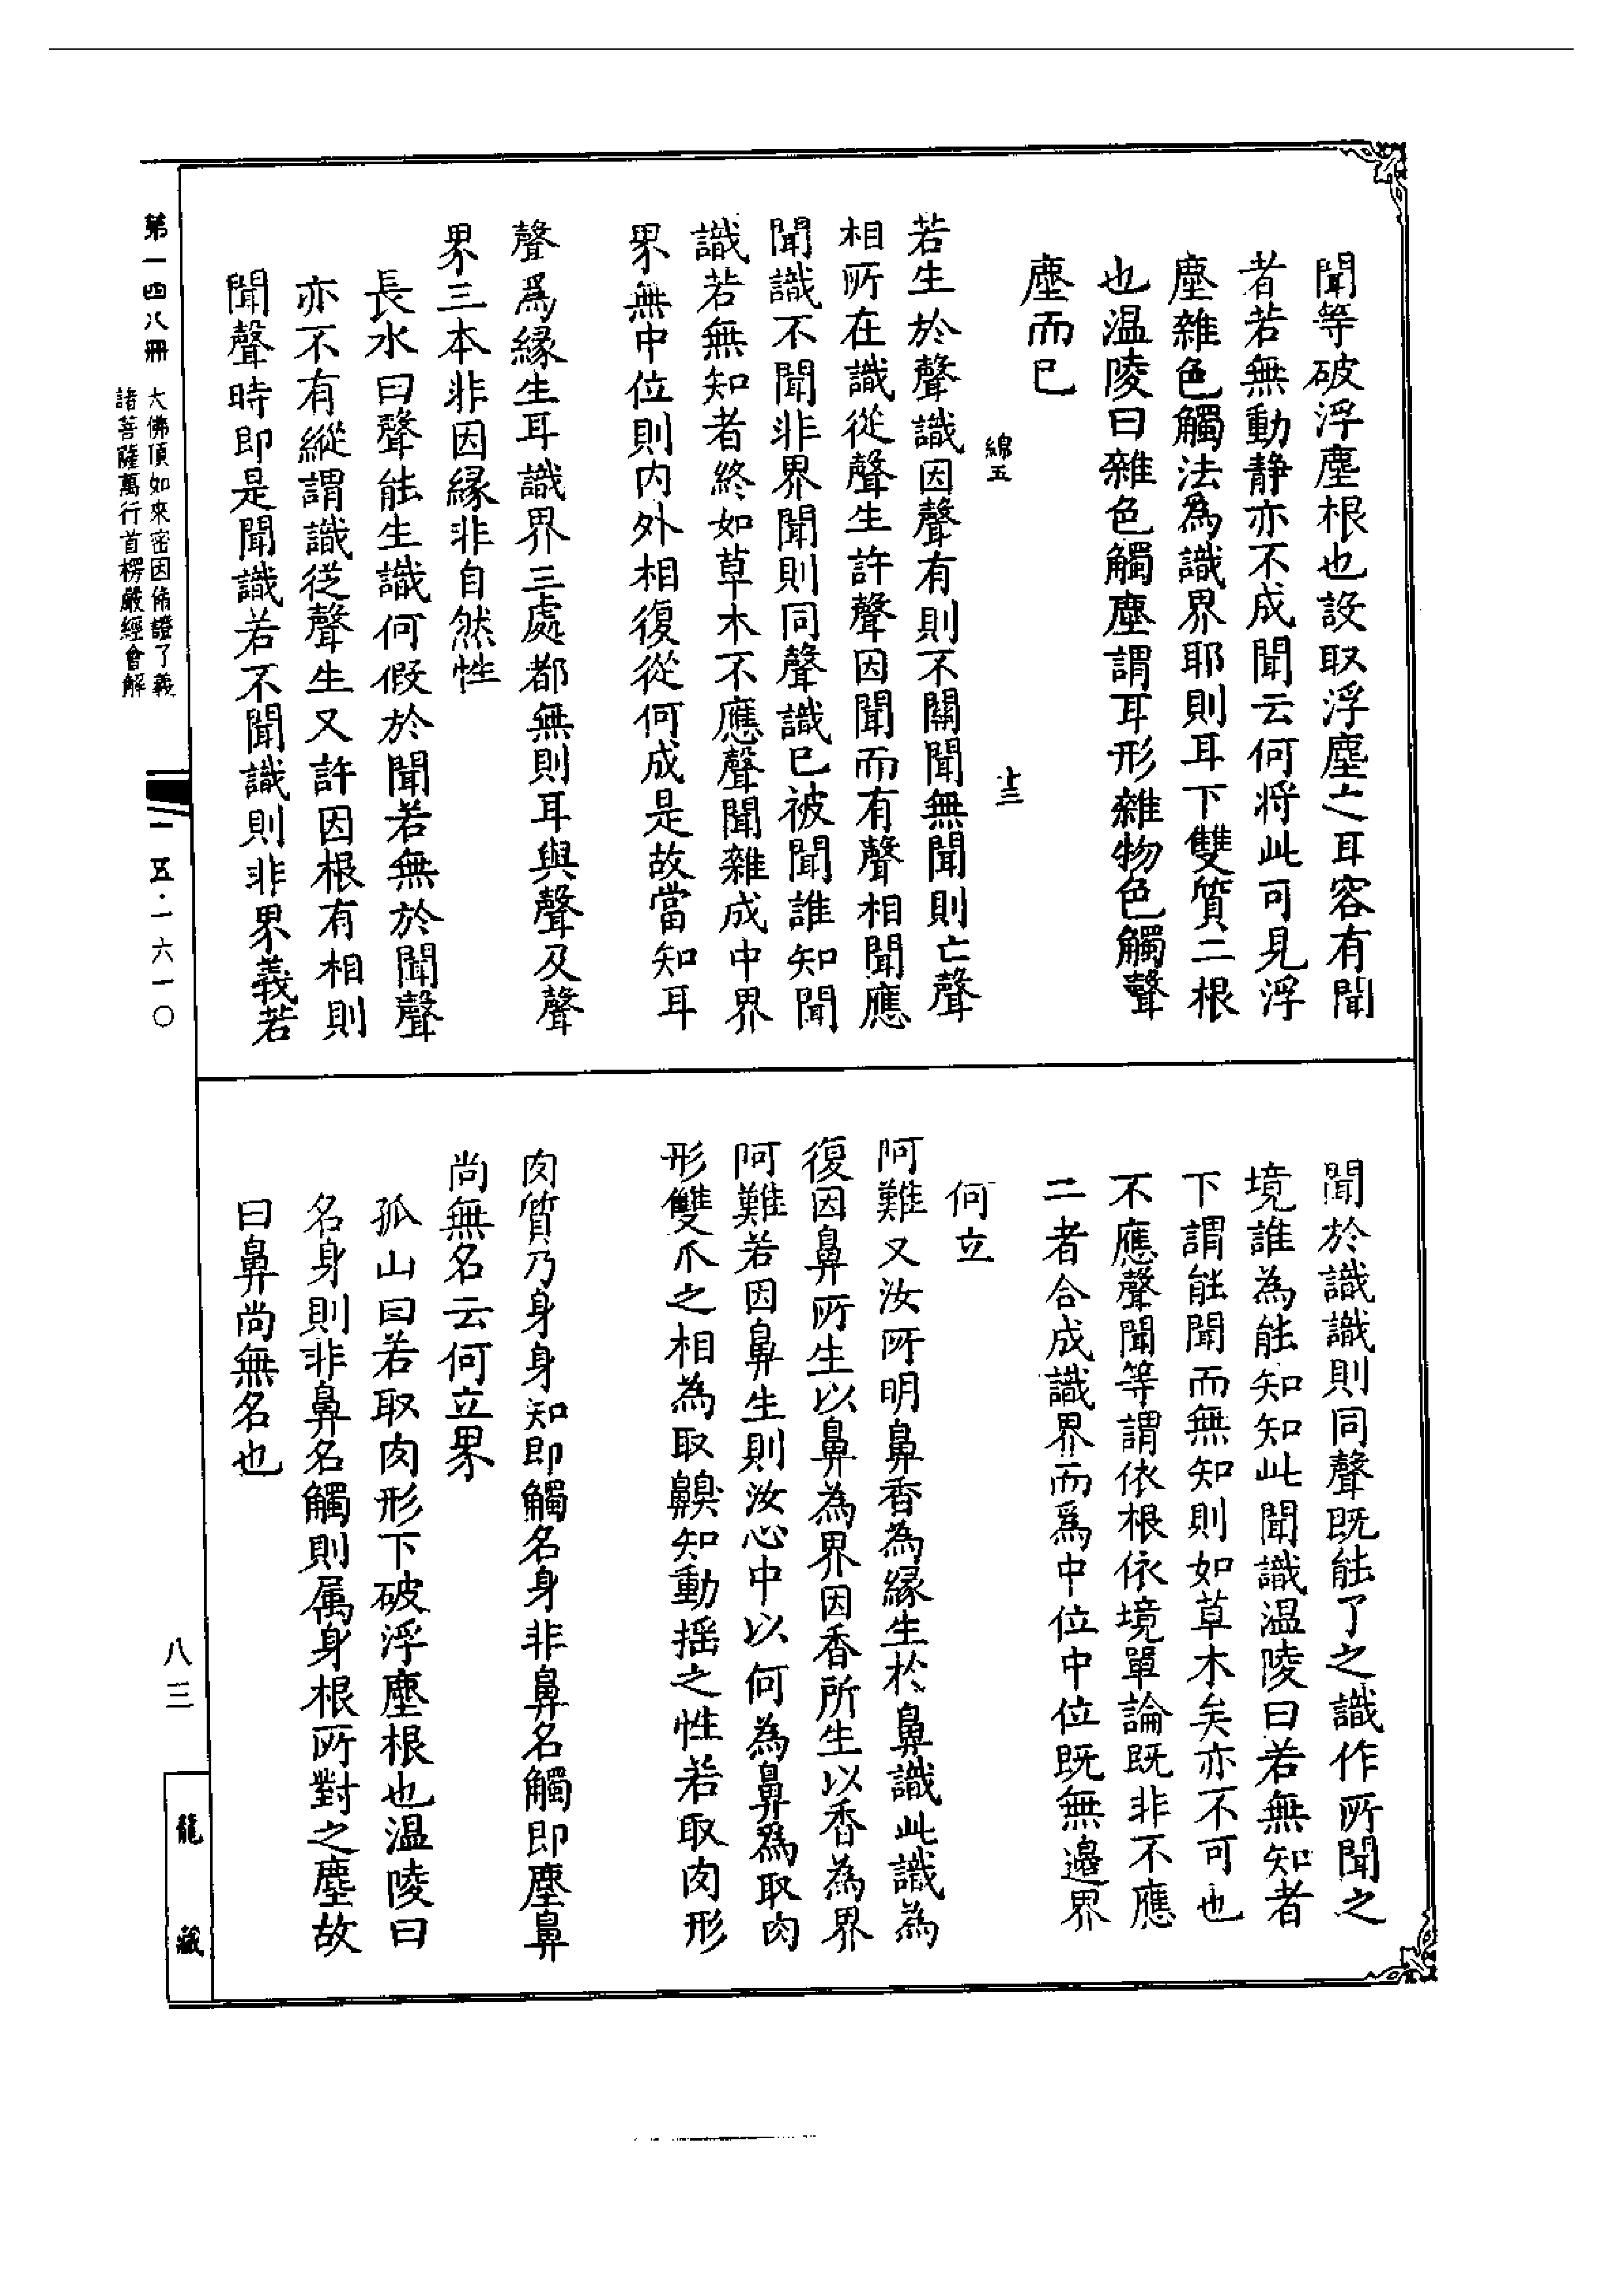 聞等破浮塵根也設取浮塵之耳容有聞
者若無動静亦不成聞云何將此可見浮
塵雜色觸法為識界耶則耳下雙質二根
也温陵曰雜色觸塵謂耳形雜物色觸聲
塵而已
綿五
十三
若生於聲識因聲有則不關聞無聞則亡聲
相所在識從聲生許聲因聞而有聲相聞應
聞識不聞非界聞則同聲識已被聞誰知聞
識若無知者終如草木不應聲聞雜成中界
界無中位則内外相復從何成是故當知耳
聲爲緣生耳識界三處都無則耳與聲及聲
界三本非因緣非自然性
長水曰聲能生識何假於聞若無於聞聲
亦不有縱謂識從聲生又許因根有相則
聞聲時即是聞識若不聞識則非界義若
聞於識識則同聲既能了之識作所聞之
境誰為能知知此聞識温陵曰若無知者
下謂能聞而無知則如草木矣亦不可也
不應聲聞等謂依根依境單論既非不應
二者合成識界而爲中位中位既無邊界
何立
阿難又汝所明鼻香為緣生於鼻識此識為
復因鼻所生以鼻為界因香所生以香為界
阿難若因鼻生則汝心中以何為鼻爲取肉
形雙爪之相為取齅知動揺之性若取肉形
肉質乃身身知即觸名身非鼻名觸即塵鼻
尚無名云何立界
孤山曰若取肉形下破浮塵根也温陵曰
名身則非鼻名觸則属身根所對之塵故
曰鼻尚無名也
第一四八冊
大佛頂如來密因脩證了義
諸菩薩萬行首楞嚴經會解
一五·一六一〇
八三
龍藏